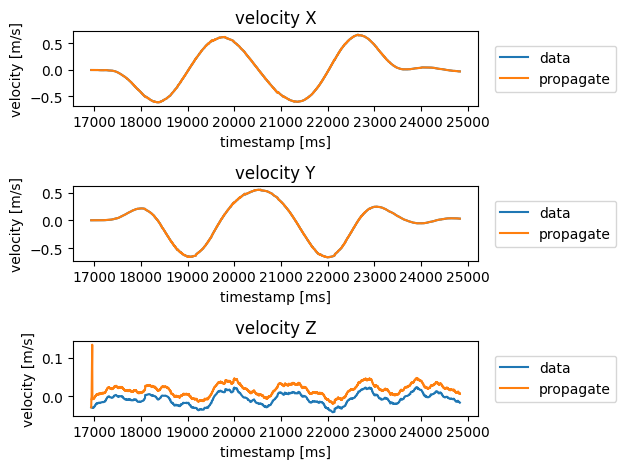 velocity X
velocity [m/s]
0.5
0.0
−0.5
17000 18000 19000 20000 21000 22000 23000 24000 25000
timestamp [ms]
data
propagate
velocity Y
velocity [m/s]
0.5
0.0
−0.5
17000 18000 19000 20000 21000 22000 23000 24000 25000
timestamp [ms]
data
propagate
velocity Z
velocity [m/s]
0.1
0.0
17000 18000 19000 20000 21000 22000 23000 24000 25000
timestamp [ms]
data
propagate